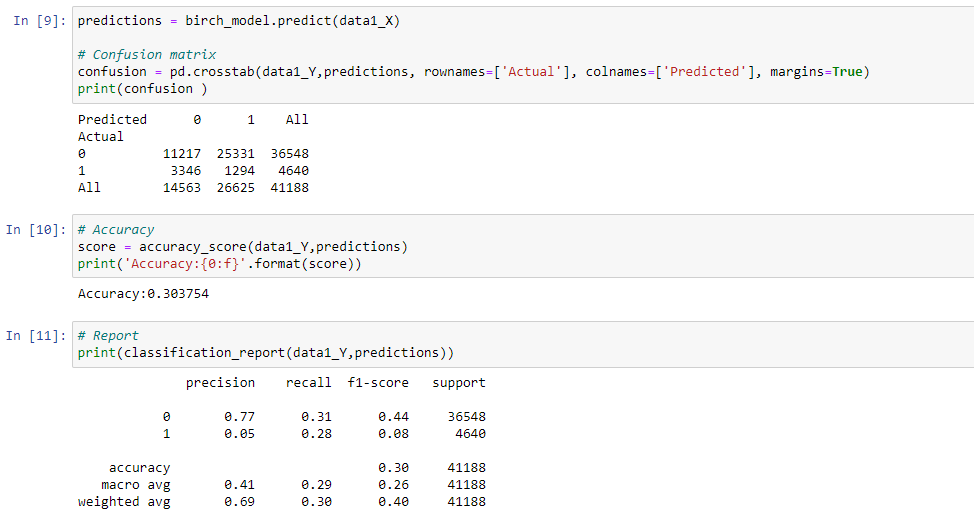 In [9]: predictions = birch_model.predict(data1_X)
# Confusion matrix
confusion = pd.crosstab(data1_Y,predictions, rownames=['Actual'], colnames=['Predicted'], margins=True)
print(confusion )
Predicted 0 1 All
Actual
0 11217 25331 36548
1 3346 1294 4640
All 14563 26625 41188
In [10]: # Accuracy
score = accuracy_score(data1_Y,predictions)
print('Accuracy:{0:f}'.format(score))
Accuracy:0.303754
In [11]: # Report
print(classification_report(data1_Y,predictions))
precision recall f1-score support
0 0.77 0.31 0.44 36548
1 0.05 0.28 0.08 4640
accuracy 0.30 41188
macro avg 0.41 0.29 0.26 41188
weighted avg 0.69 0.30 0.40 41188